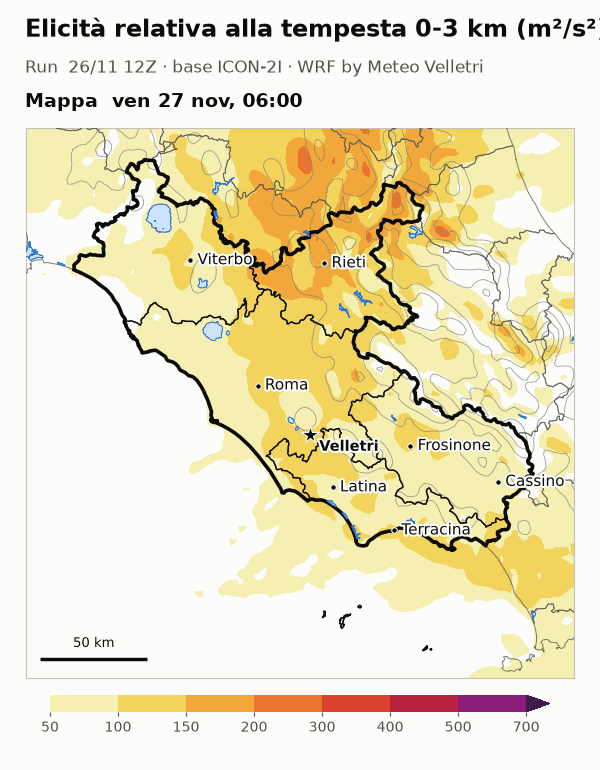 Elicità relativa alla tempesta 0-3 km (m²/s²)
Run 26/11 12Z · base ICON-2I · WRF by Meteo Velletri
Mappa ven 27 nov, 06:00
Viterbo
Rieti
Roma
Velletri
Frosinone
Cassino
Latina
Terracina
50 km
50 100 150 200 300 400 500 700